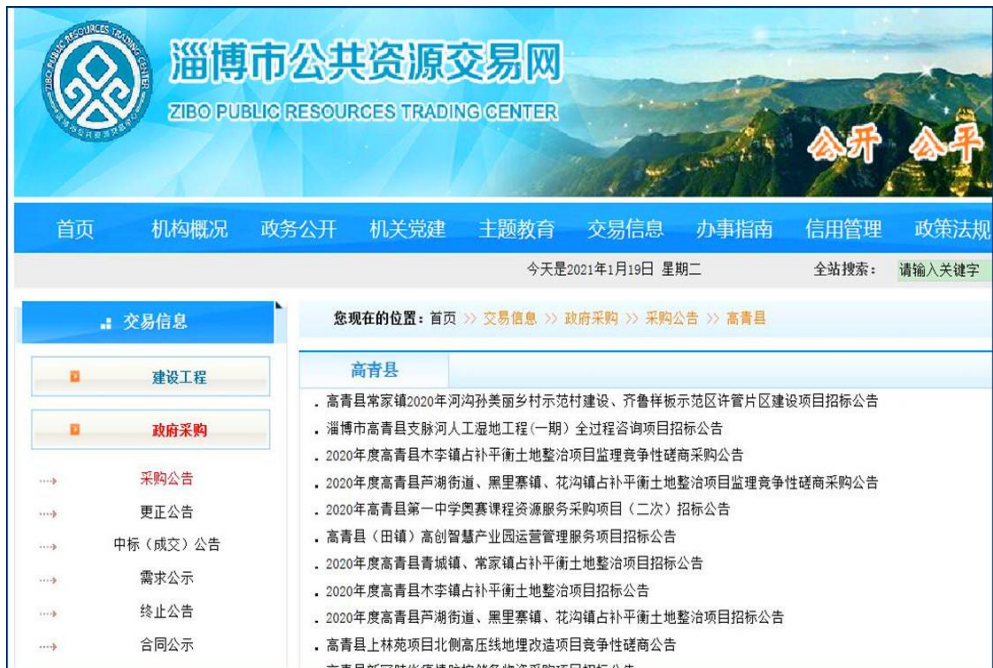 ZIBO PUBLIC RESOURCES TRADING CENTER
淄博市公共资源交易网
ZIBO PUBLIC RESOURCES TRADING CENTER
公开 公平
首页 机构概况 政务公开 机关党建 主题教育 交易信息 办事指南 信用管理 政策法规
今天是2021年1月19日 星期二 全站搜索： 请输入关键字
交易信息
建设工程
政府采购
采购公告
更正公告
中标（成交）公告
需求公示
终止公告
合同公示
您现在的位置：首页 >> 交易信息 >> 政府采购 >> 采购公告 >> 高青县
高青县
. 高青县常家镇2020年河沟孙美丽乡村示范村建设、齐鲁样板示范区许管片区建设项目招标公告
. 淄博市高青县支脉河人工湿地工程(一期）全过程咨询项目招标公告
. 2020年度高青县木李镇占补平衡土地整治项目监理竞争性磋商采购公告
. 2020年度高青县芦湖街道、黑里寨镇、花沟镇占补平衡土地整治项目监理竞争性磋商采购公告
. 2020年高青县第一中学奥赛课程资源服务采购项目（二次）招标公告
. 高青县（田镇）高创智慧产业园运营管理服务项目招标公告
. 2020年度高青县青城镇、常家镇占补平衡土地整治项目招标公告
. 2020年度高青县木李镇占补平衡土地整治项目招标公告
. 2020年度高青县芦湖街道、黑里寨镇、花沟镇占补平衡土地整治项目招标公告
. 高青县上林苑项目北侧高压线地埋改造项目竞争性磋商公告